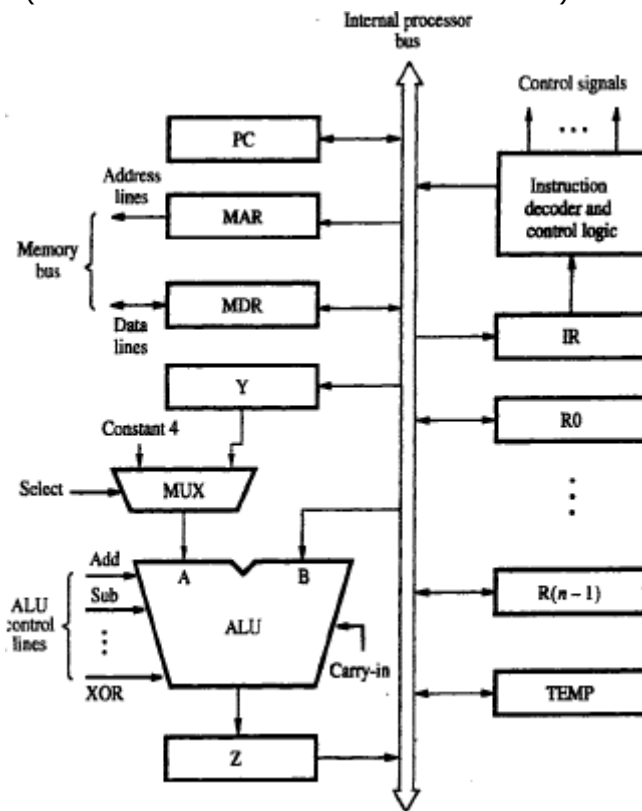 Internal processor
bus
Control signals
...
PC
Address
lines
Instruction
decoder and
control logic
MAR
Memory
bus
MDR
Data
lines
IR
Y
Constant 4
R0
Select
MUX
Add
A
B
Sub
R(n – 1)
ALU
control
lines
ALU
Carry-in
XOR
TEMP
Z